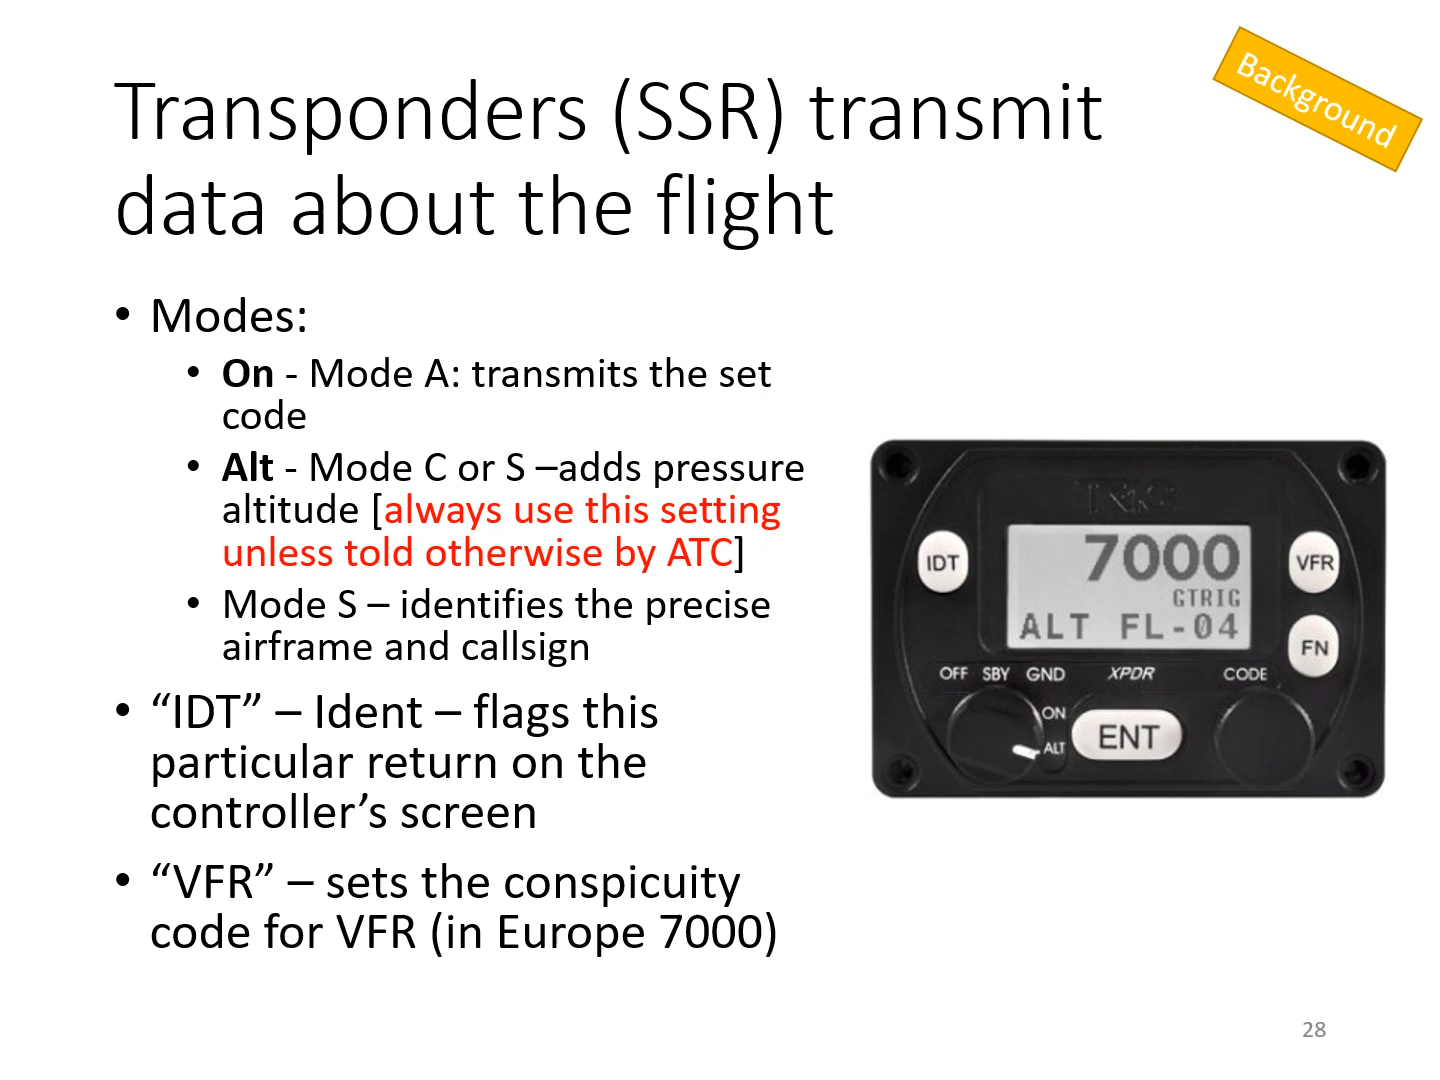 Background
Transponders (SSR) transmit
data about the flight
• Modes:
• On - Mode A: transmits the set
code
• Alt - Mode C or S –adds pressure
altitude [always use this setting
unless told otherwise by ATC]
• Mode S – identifies the precise
airframe and callsign
• “IDT” – Ident – flags this
particular return on the
controller’s screen
• “VFR” – sets the conspicuity
code for VFR (in Europe 7000)
TRIG
IDT
7000
VFR
GTRIG
ALT FL-04
FN
OFF SBY GND XPDR CODE
ON
ALT
ENT
28